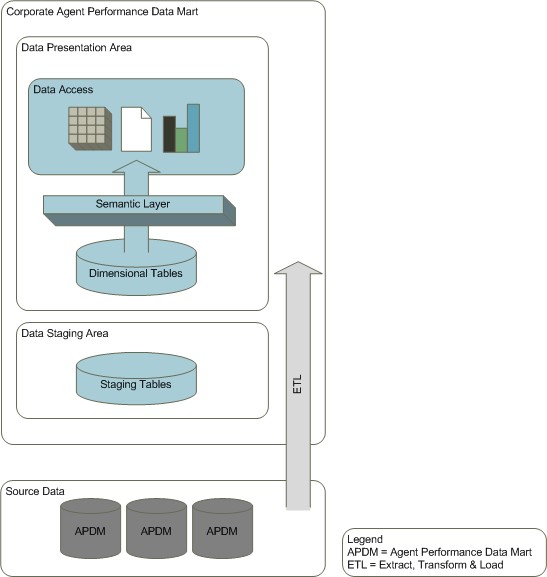 Corporate Agent Performance Data Mart
Data Presentation Area
Data Access
Semantic Layer
Dimensional Tables
Data Staging Area
Staging Tables
ETL
Source Data
APDM APDM APDM
Legend
APDM = Agent Performance Data Mart
ETL = Extract, Transform & Load